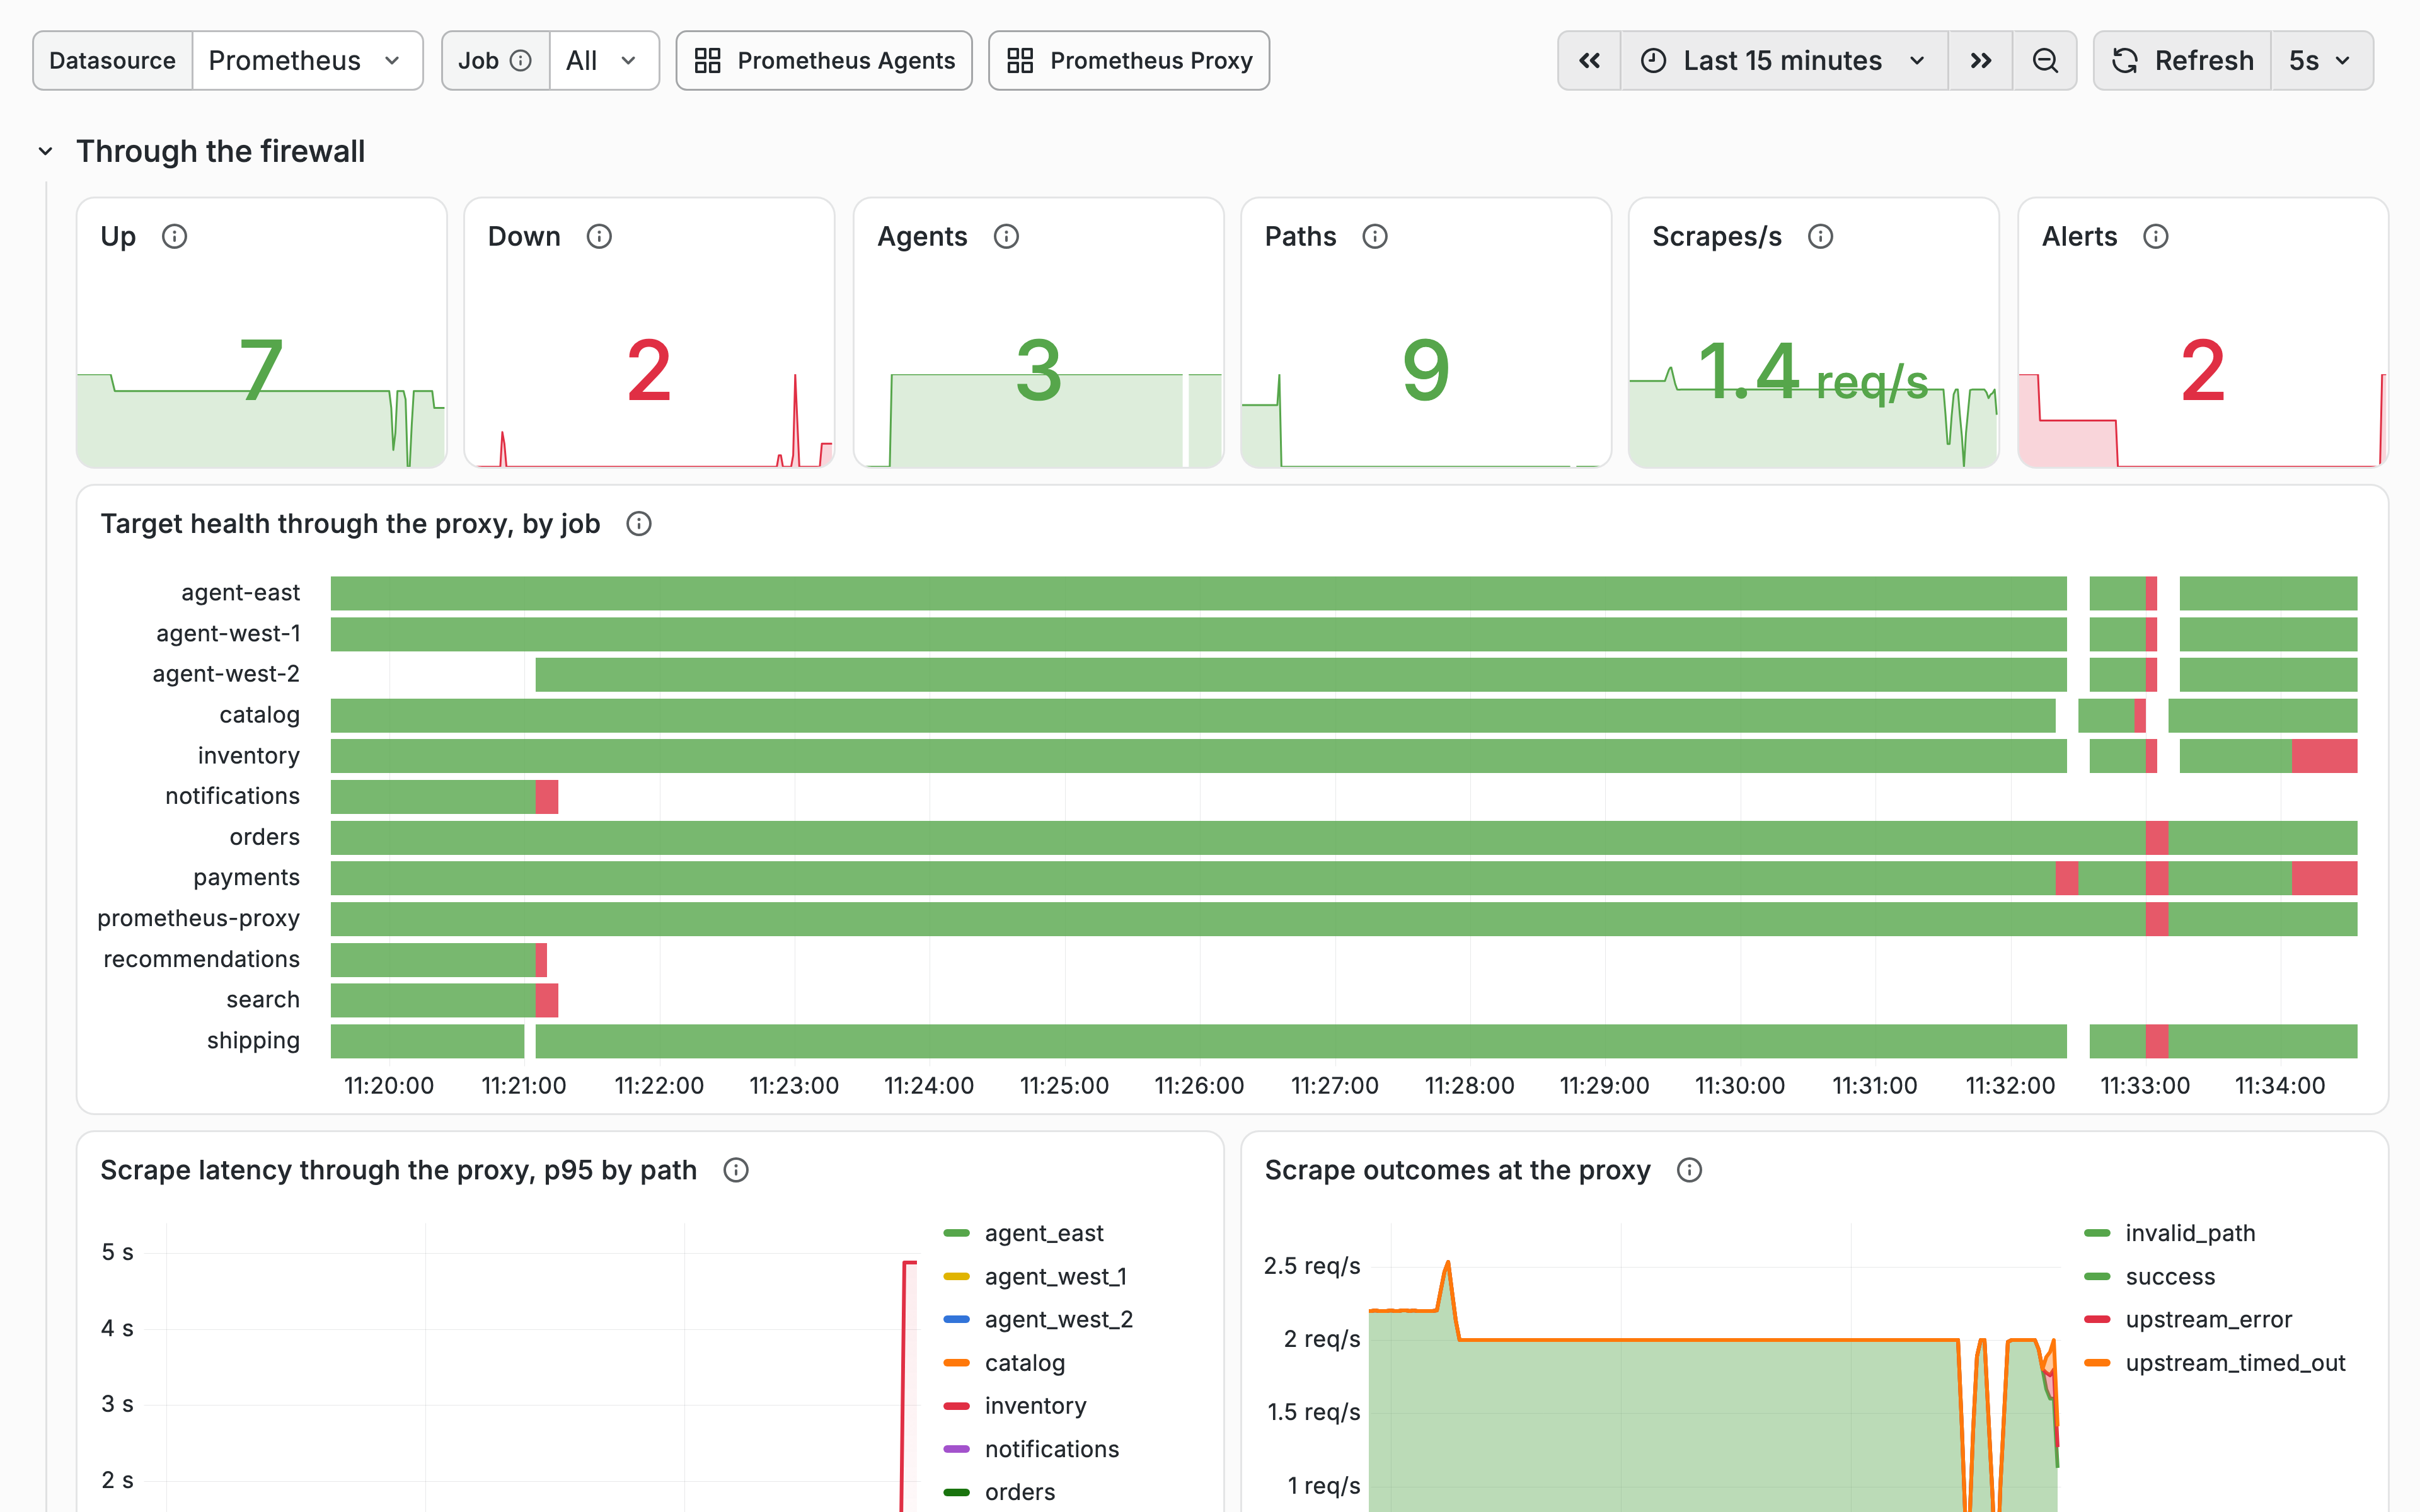 Datasource Prometheus Job All Prometheus Agents Prometheus Proxy Last 15 minutes Refresh 5s
Through the firewall
Up Down Agents Paths Scrapes/s Alerts
7 2 3 9 1.4 req/s 2
Target health through the proxy, by job
agent-east
agent-west-1
agent-west-2
catalog
inventory
notifications
orders
payments
prometheus-proxy
recommendations
search
shipping
11:20:00 11:21:00 11:22:00 11:23:00 11:24:00 11:25:00 11:26:00 11:27:00 11:28:00 11:29:00 11:30:00 11:31:00 11:32:00 11:33:00 11:34:00
Scrape latency through the proxy, p95 by path
5 s
4 s
3 s
2 s
agent_east
agent_west_1
agent_west_2
catalog
inventory
notifications
orders
Scrape outcomes at the proxy
2.5 req/s
2 req/s
1.5 req/s
1 req/s
invalid_path
success
upstream_error
upstream_timed_out